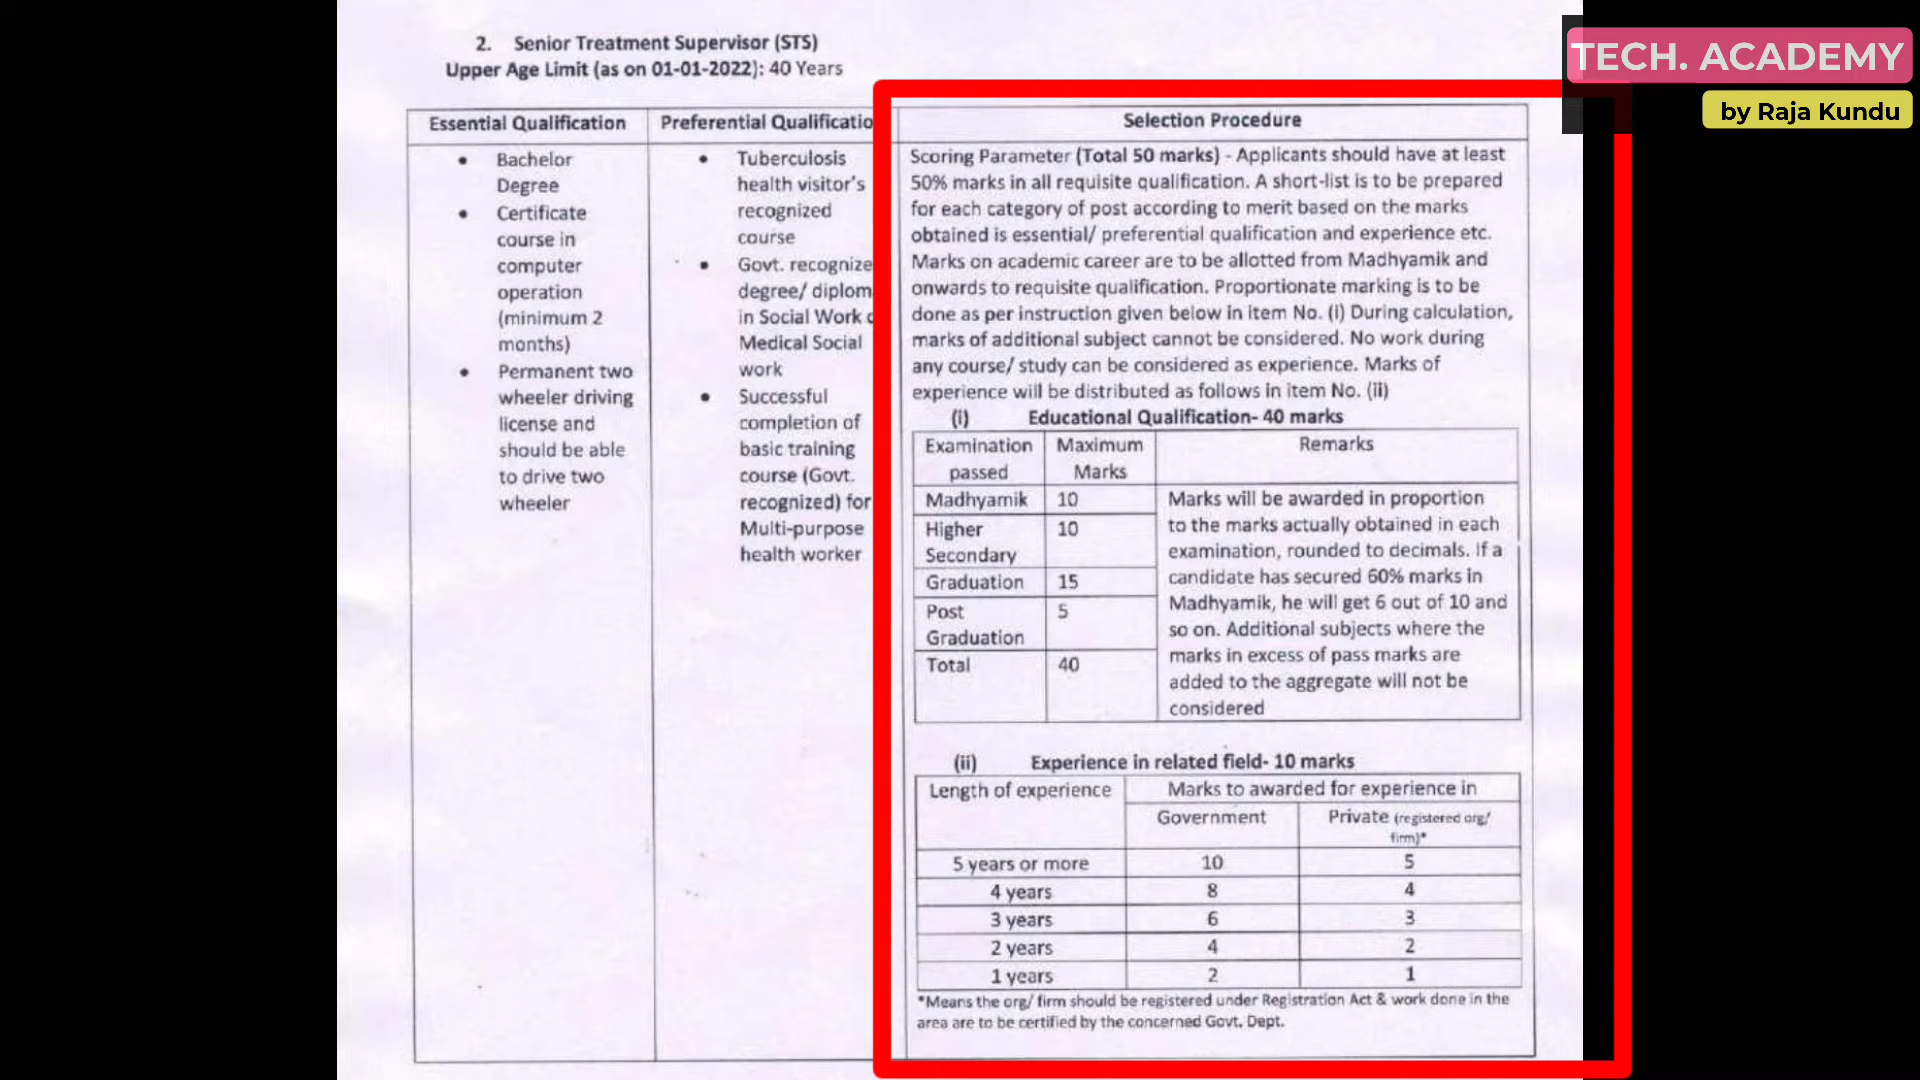 TECH. ACADEMY
by Raja Kundu
2. Senior Treatment Supervisor (STS)
Upper Age Limit (as on 01-01-2022): 40 Years
Essential Qualification
• Bachelor
Degree
• Certificate
course in
computer
operation
(minimum 2
months)
• Permanent two
wheeler driving
license and
should be able
to drive two
wheeler
Preferential Qualificatio
• Tuberculosis
health visitor's
recognized
course
• Govt. recognize
degree/ diplom
in Social Work
Medical Social
work
• Successful
completion of
basic training
course (Govt.
recognized) for
Multi-purpose
health worker
Selection Procedure
Scoring Parameter (Total 50 marks) - Applicants should have at least
50% marks in all requisite qualification. A short-list is to be prepared
for each category of post according to merit based on the marks
obtained is essential/ preferential qualification and experience etc.
Marks on academic career are to be allotted from Madhyamik and
onwards to requisite qualification. Proportionate marking is to be
done as per instruction given below in item No. (i) During calculation,
marks of additional subject cannot be considered. No work during
any course/ study can be considered as experience. Marks of
experience will be distributed as follows in item No. (ii)
(i) Educational Qualification- 40 marks
Examination
passed
Maximum
Marks
Remarks
Madhyamik 10
Higher
Secondary
10
Graduation 15
Post
Graduation
5
Total 40
Marks will be awarded in proportion
to the marks actually obtained in each
examination, rounded to decimals. If a
candidate has secured 60% marks in
Madhyamik, he will get 6 out of 10 and
so on. Additional subjects where the
marks in excess of pass marks are
added to the aggregate will not be
considered
(ii) Experience in related field- 10 marks
Length of experience Marks to awarded for experience in
Government Private (registered org/
firm)*
5 years or more 10 5
4 years 8 4
3 years 6 3
2 years 4 2
1 years 2 1
*Means the org/ firm should be registered under Registration Act & work done in the
area are to be certified by the concerned Govt. Dept.